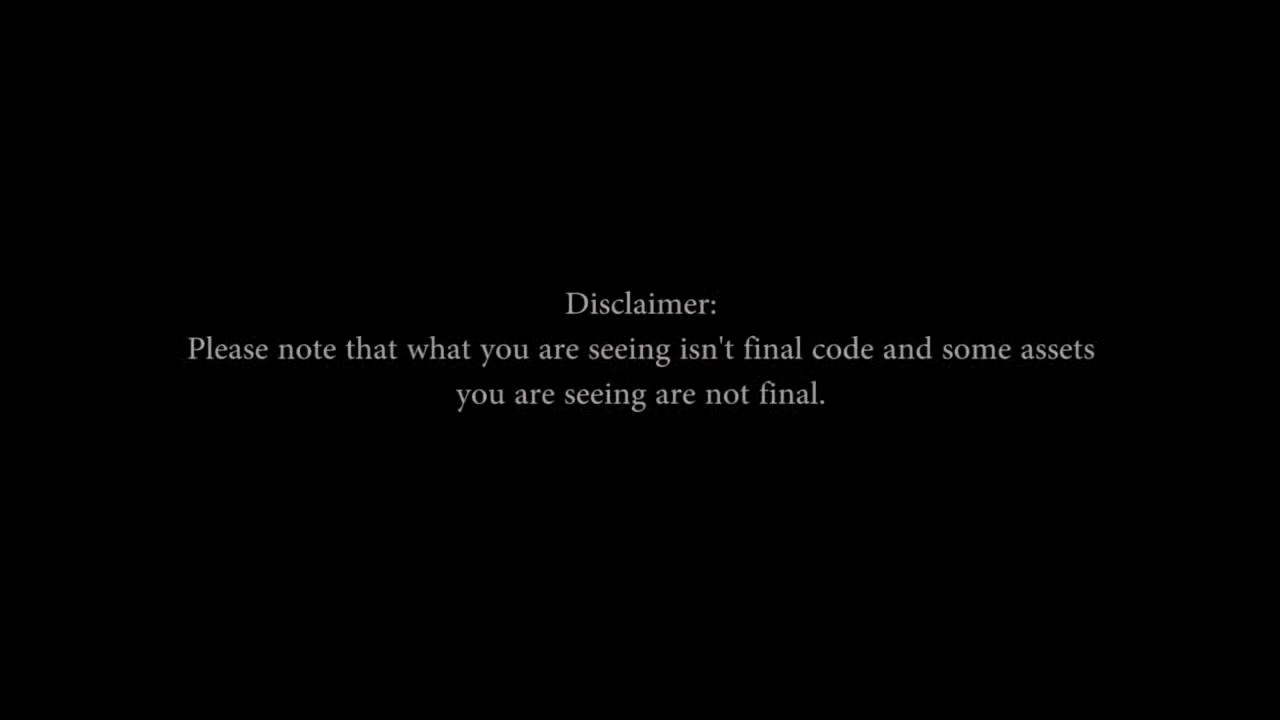 Disclaimer:
Please note that what you are seeing isn't final code and some assets
you are seeing are not final.